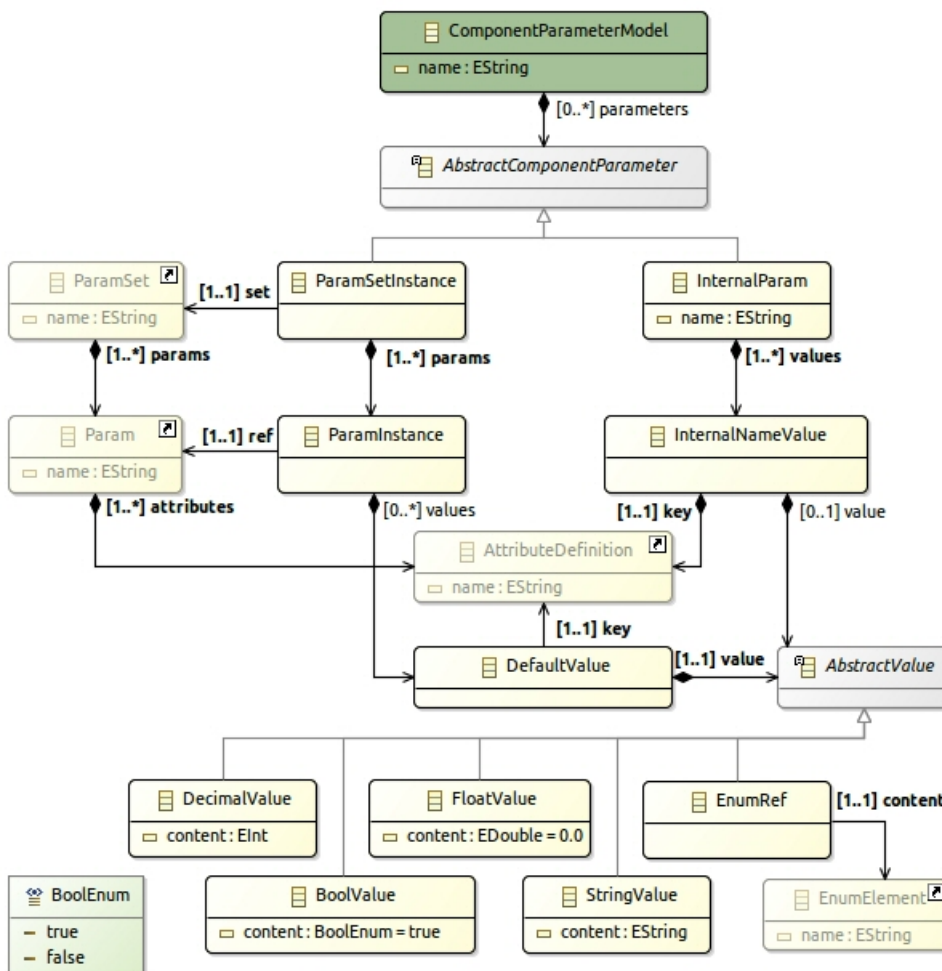 ComponentParameterModel
name : EString
[0..*] parameters
AbstractComponentParameter
ParamSet
name : EString
[1..1] set
ParamSetInstance
InternalParam
name : EString
[1..*] params
[1..*] params
[1..*] values
Param
name : EString
[1..1] ref
ParamInstance
InternalNameValue
[1..*] attributes
[0..*] values
[1..1] key
[0..1] value
AttributeDefinition
name : EString
[1..1] key
DefaultValue
[1..1] value
AbstractValue
DecimalValue
content : EInt
FloatValue
content : EDouble = 0.0
EnumRef
[1..1] content
BoolEnum
true
false
BoolValue
content : BoolEnum = true
StringValue
content : EString
EnumElement
name : EString